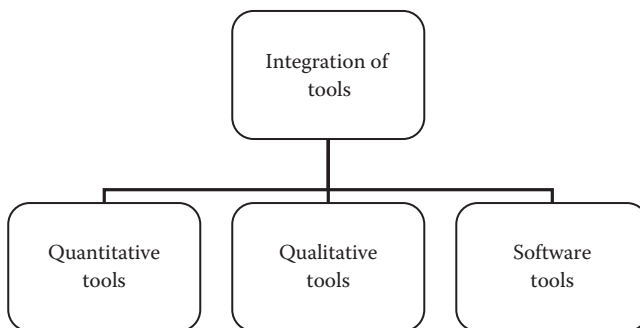 Integration of
tools
Quantitative
tools
Qualitative
tools
Software
tools